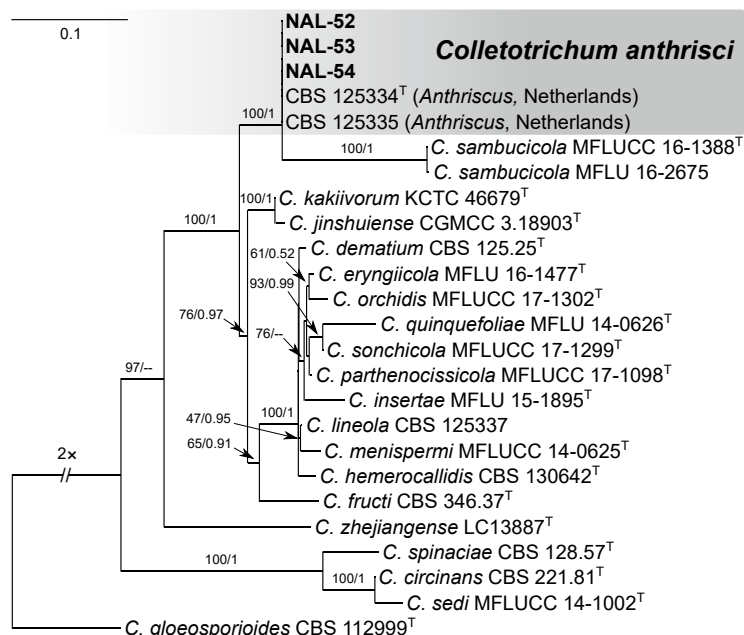 0.1
NAL-52
NAL-53
NAL-54
Colletotrichum anthrisci
CBS 125334T (Anthriscus, Netherlands)
CBS 125335 (Anthriscus, Netherlands)
100/1
100/1
C. sambucicola MFLUCC 16-1388T
C. sambucicola MFLU 16-2675
100/1
C. kakiivorum KCTC 46679T
100/1
C. jinshuiense CGMCC 3.18903T
C. dematium CBS 125.25T
61/0.52
C. eryngiicola MFLU 16-1477T
93/0.99
C. orchidis MFLUCC 17-1302T
76/0.97
76/--
C. quinquefoliae MFLU 14-0626T
C. sonchicola MFLUCC 17-1299T
97/--
C. parthenocissicola MFLUCC 17-1098T
C. insertae MFLU 15-1895T
47/0.95
100/1
C. lineola CBS 125337
65/0.91
C. menispermi MFLUCC 14-0625T
2×
C. hemerocallidis CBS 130642T
C. fructi CBS 346.37T
C. zhejiangense LC13887T
100/1
C. spinaciae CBS 128.57T
100/1
C. circinans CBS 221.81T
C. sedi MFLUCC 14-1002T
C. gloeosporioides CBS 112999T